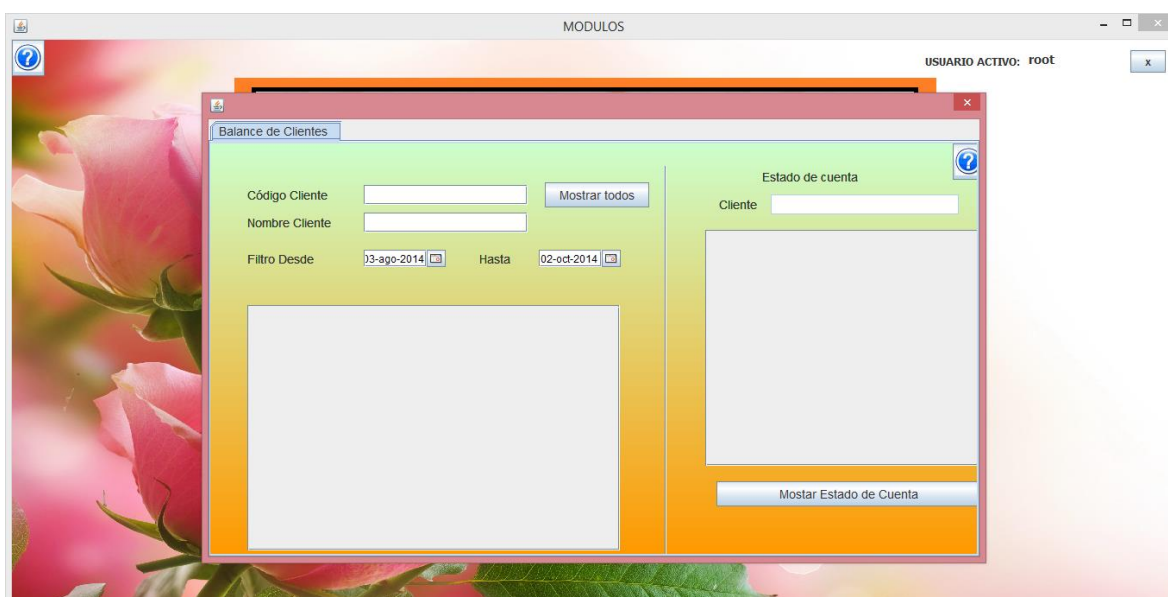 MODULOS
USUARIO ACTIVO: root
x
Balance de Clientes
Código Cliente
Mostrar todos
Nombre Cliente
Filtro Desde 03-ago-2014 Hasta 02-oct-2014
Estado de cuenta
Cliente
Mostar Estado de Cuenta